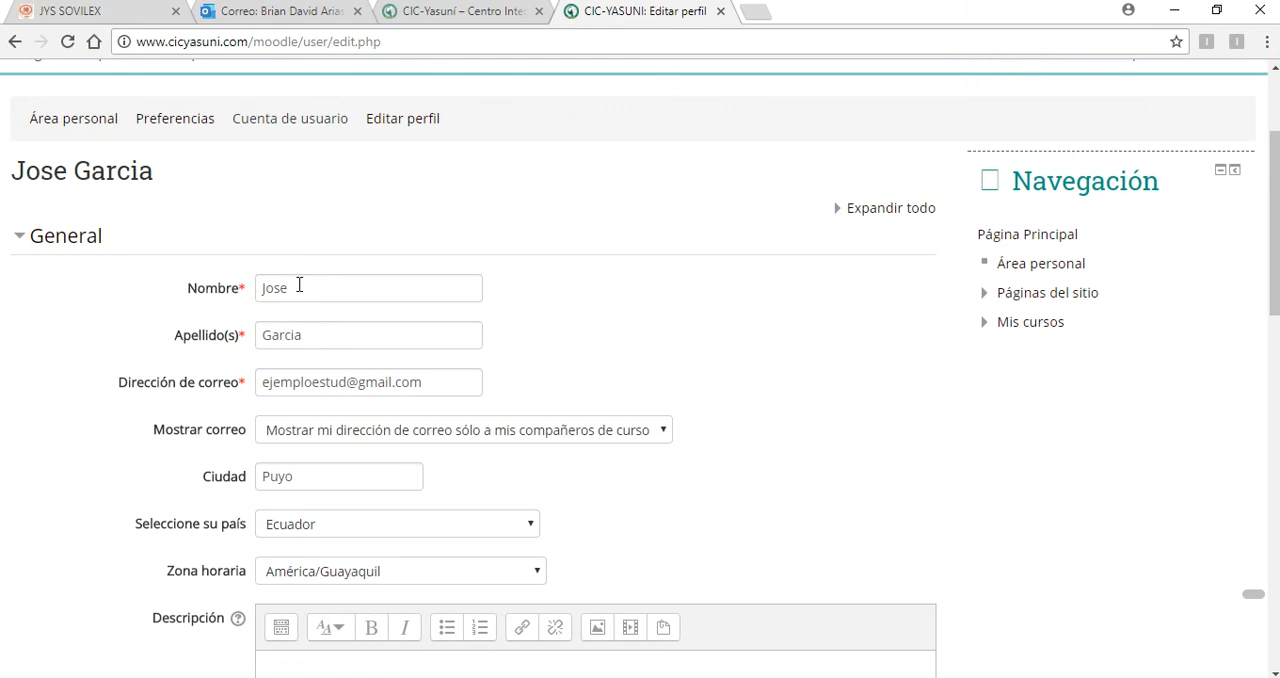 JYS SOVILEX
Correo: Brian David Arias
CIC-Yasuní – Centro Inte
CIC-YASUNI: Editar perfil
www.cicyasuni.com/moodle/user/edit.php
Área personal Preferencias Cuenta de usuario Editar perfil
Jose Garcia
Expandir todo
General
Nombre* Jose
Apellido(s)* Garcia
Dirección de correo* ejemploestud@gmail.com
Mostrar correo Mostrar mi dirección de correo sólo a mis compañeros de curso
Ciudad Puyo
Seleccione su país Ecuador
Zona horaria América/Guayaquil
Descripción
Navegación
Página Principal
Área personal
Páginas del sitio
Mis cursos